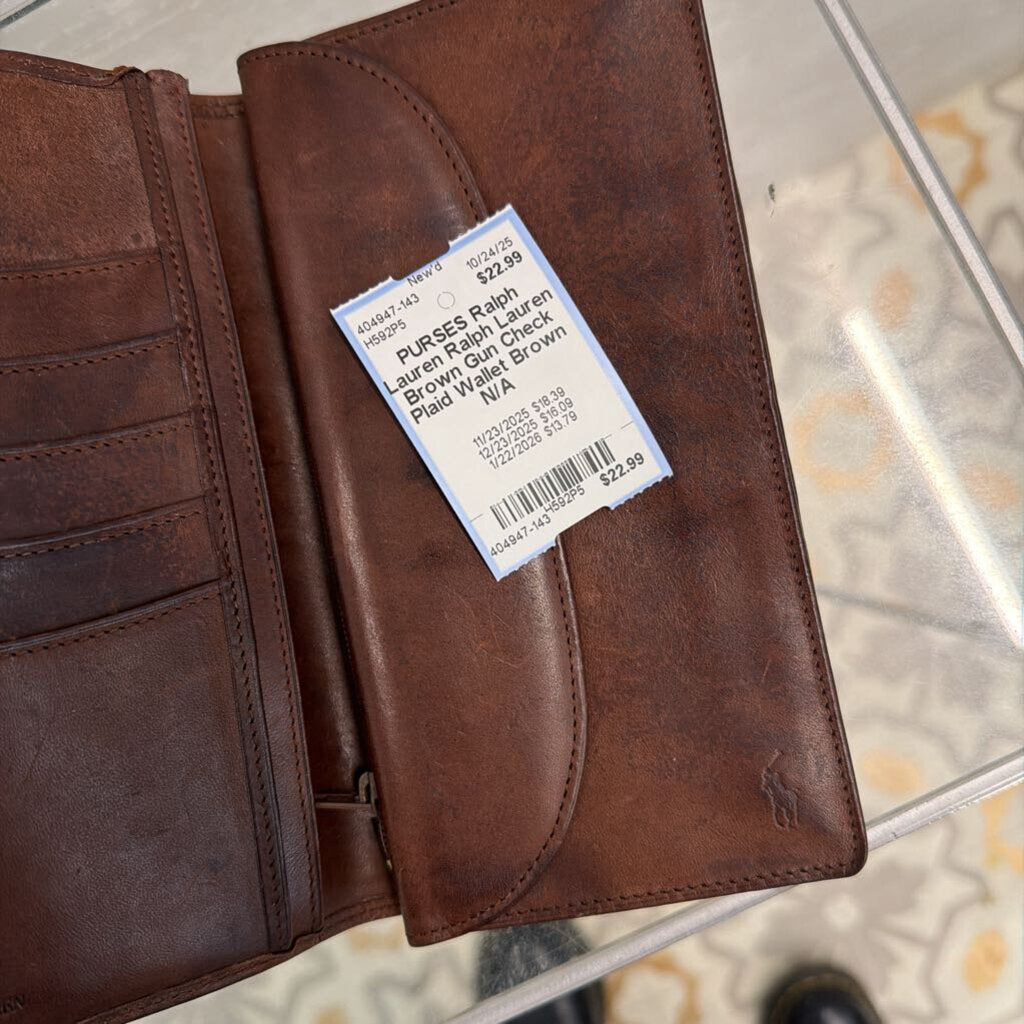 New'd 10/24/25
404947-143 $22.99
H592P5
PURSES Ralph
Lauren Ralph Lauren
Brown Gun Check
Plaid Wallet Brown
N/A
11/23/2025 $18.39
12/23/2025 $16.09
1/22/2026 $13.79
404947-143 H592P5 $22.99